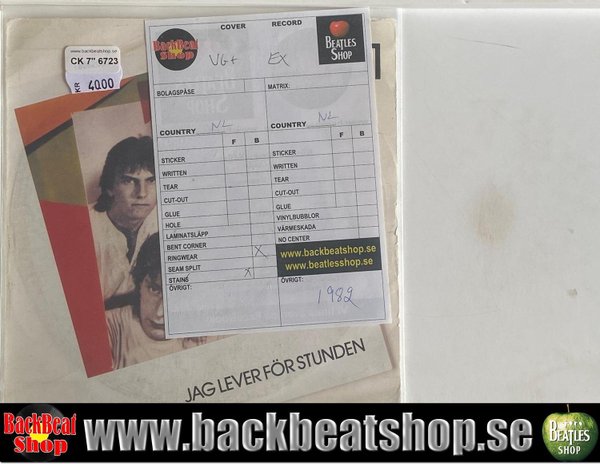 www.backbeatshop.se
CK 7" 6723
KR 4000
COVER RECORD
BackBeat Shop
VG+ EX
BEATLES SHOP
BOLAGSPÅSE MATRIX:
COUNTRY NL COUNTRY NL
F B F B
STICKER STICKER
WRITTEN WRITTEN
TEAR TEAR
CUT-OUT CUT-OUT
GLUE GLUE
HOLE VINYLBUBBLOR
LAMINATSLÄPP VÄRMESKADA
BENT CORNER NO CENTER
RINGWEAR X
SEAM SPLIT X
STAINS
www.backbeatshop.se
www.beatlesshop.se
ÖVRIGT: ÖVRIGT:
1982
JAG LEVER FÖR STUNDEN
BackBeat Shop www.backbeatshop.se BEATLES SHOP